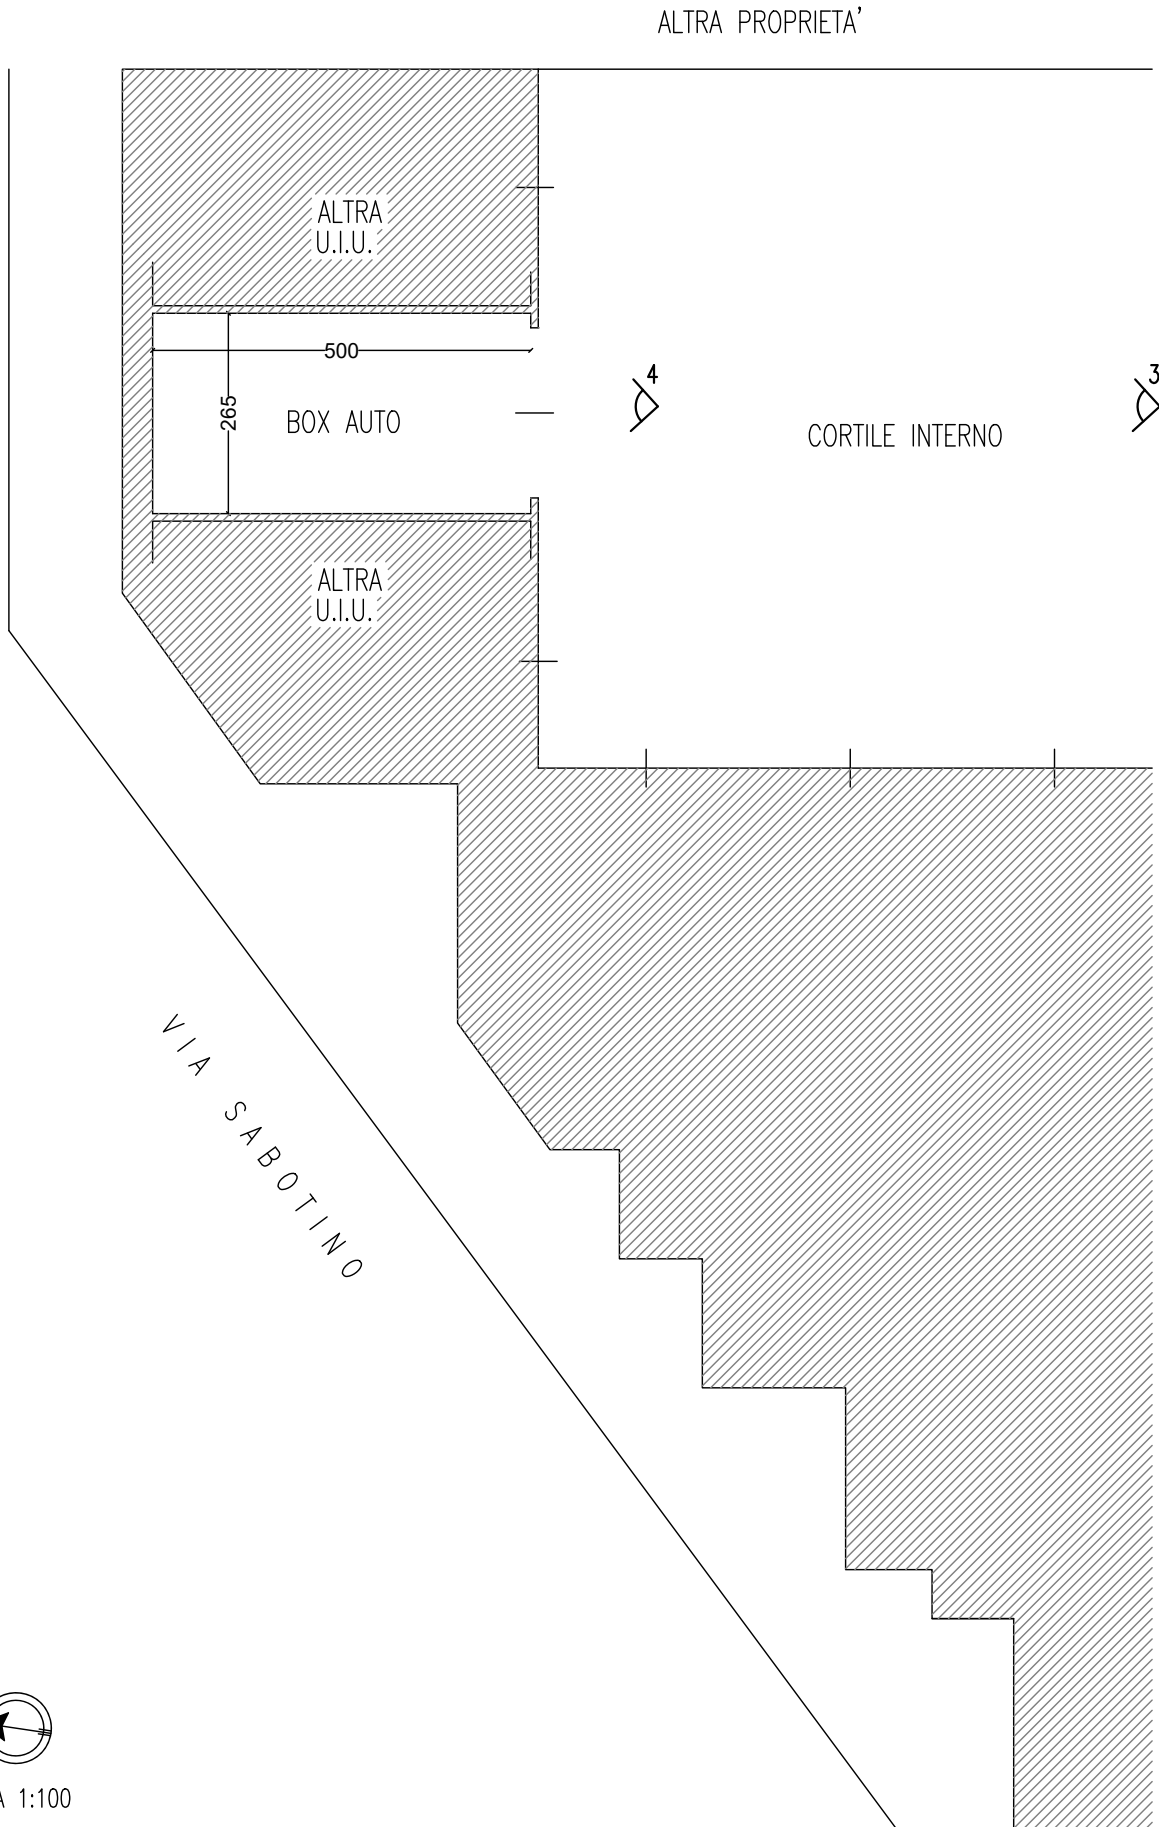 ALTRA PROPRIETA'
ALTRA
U.I.U.
500
265
BOX AUTO
4
3
CORTILE INTERNO
ALTRA
U.I.U.
VIA SABOTINO
1:100